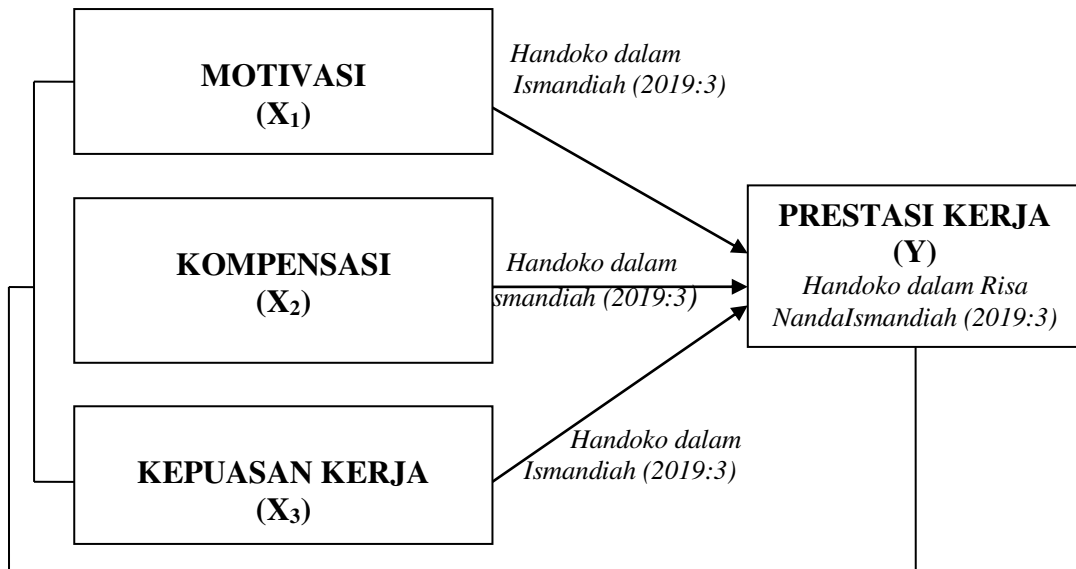 MOTIVASI
(X₁)
Handoko dalam
Ismandiah (2019:3)
KOMPENSASI
(X₂)
Handoko dalam
smandiah (2019:3)
PRESTASI KERJA
(Y)
Handoko dalam Risa
NandaIsmandiah (2019:3)
KEPUASAN KERJA
(X₃)
Handoko dalam
Ismandiah (2019:3)